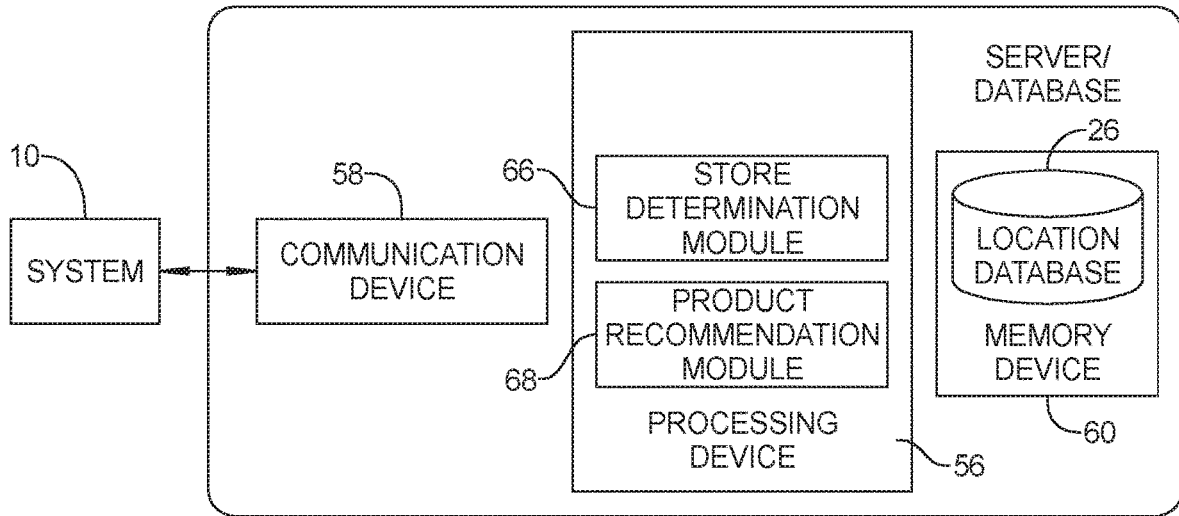 SERVER/
DATABASE
10
58
66
26
STORE
DETERMINATION
MODULE
SYSTEM
COMMUNICATION
DEVICE
LOCATION
DATABASE
PRODUCT
RECOMMENDATION
MODULE
68
MEMORY
DEVICE
PROCESSING
DEVICE
56
60